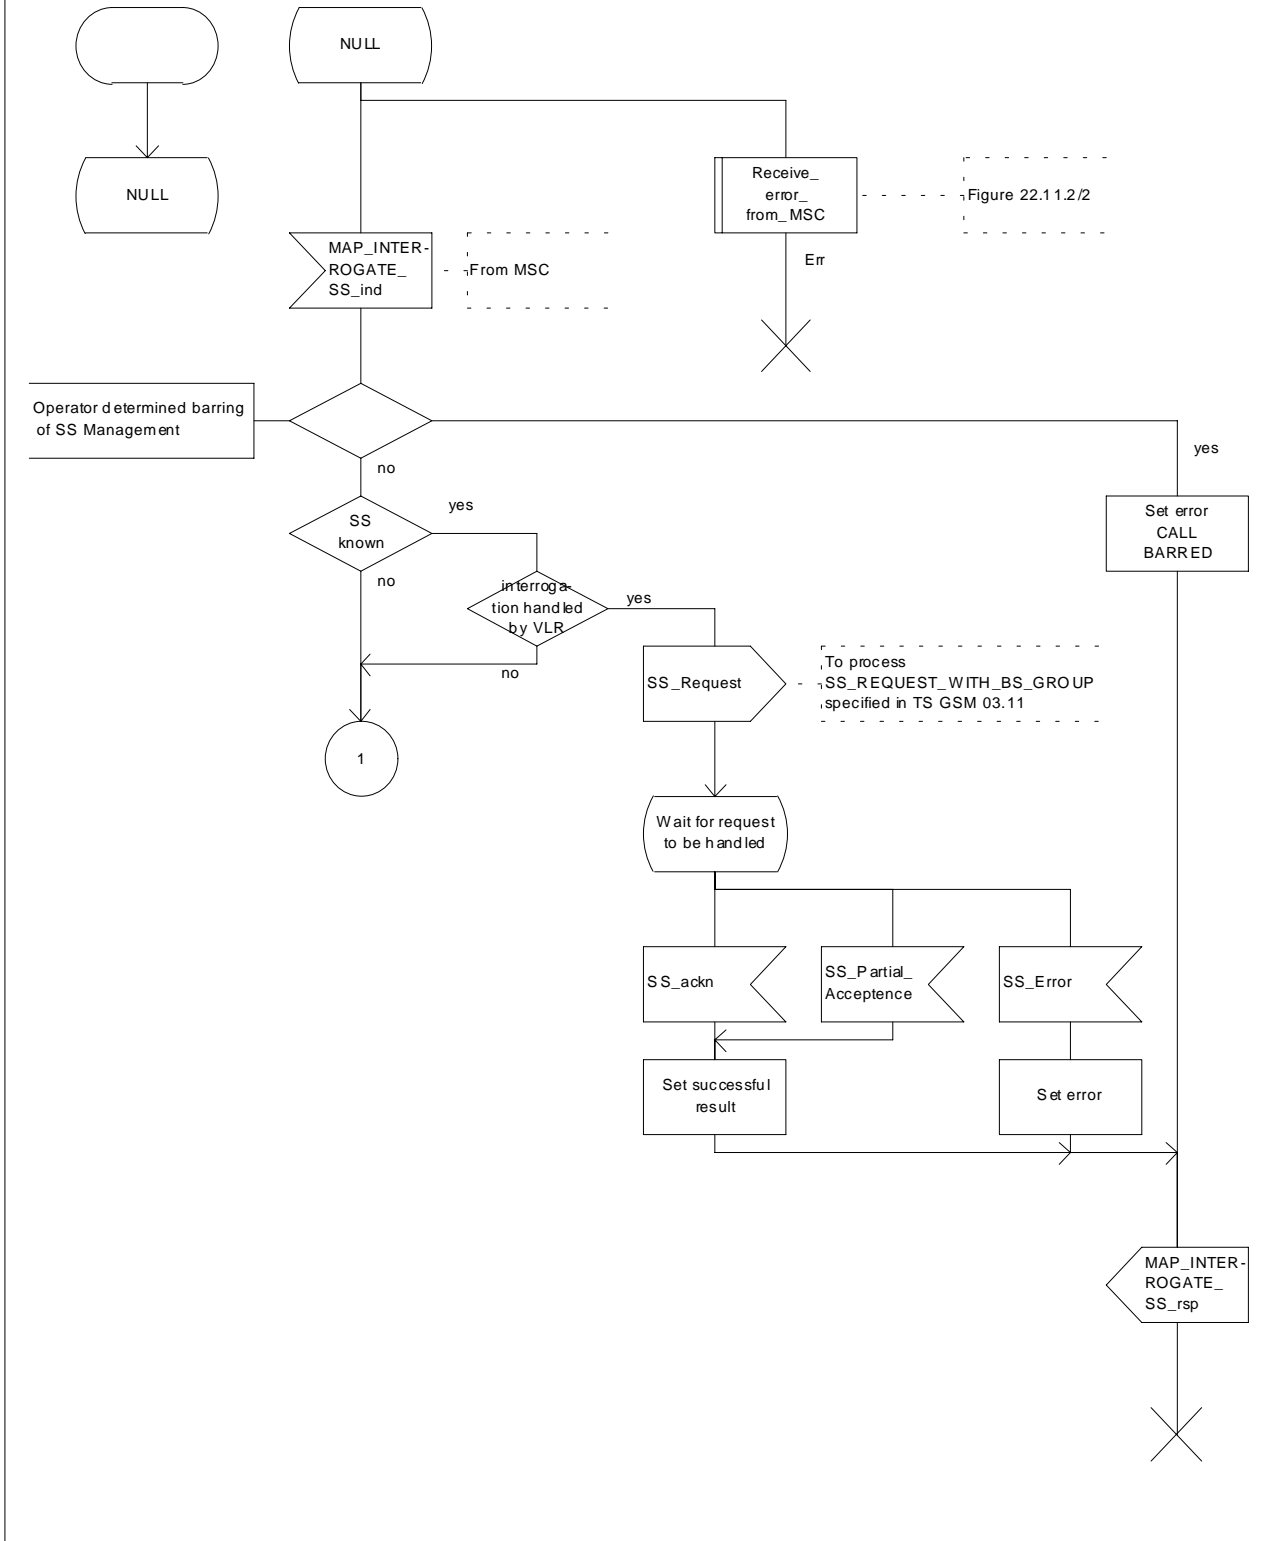 NULL
NULL
Receive_
error_
from_MSC
Figure 22.11.2/2
MAP_INTER-
ROGATE_
SS_ind
From MSC
Err
Operator determined barring
of SS Management
yes
no
SS
known
yes
no
Set error
CALL
BARRED
interroga-
tion handled
by VLR
yes
no
SS_Request
To process
SS_REQUEST_WITH_BS_GROUP
specified in TS GSM 03.11
1
Wait for request
to be handled
SS_ackn
SS_Partial_
Acceptence
SS_Error
Set successful
result
Set error
MAP_INTER-
ROGATE_
SS_rsp